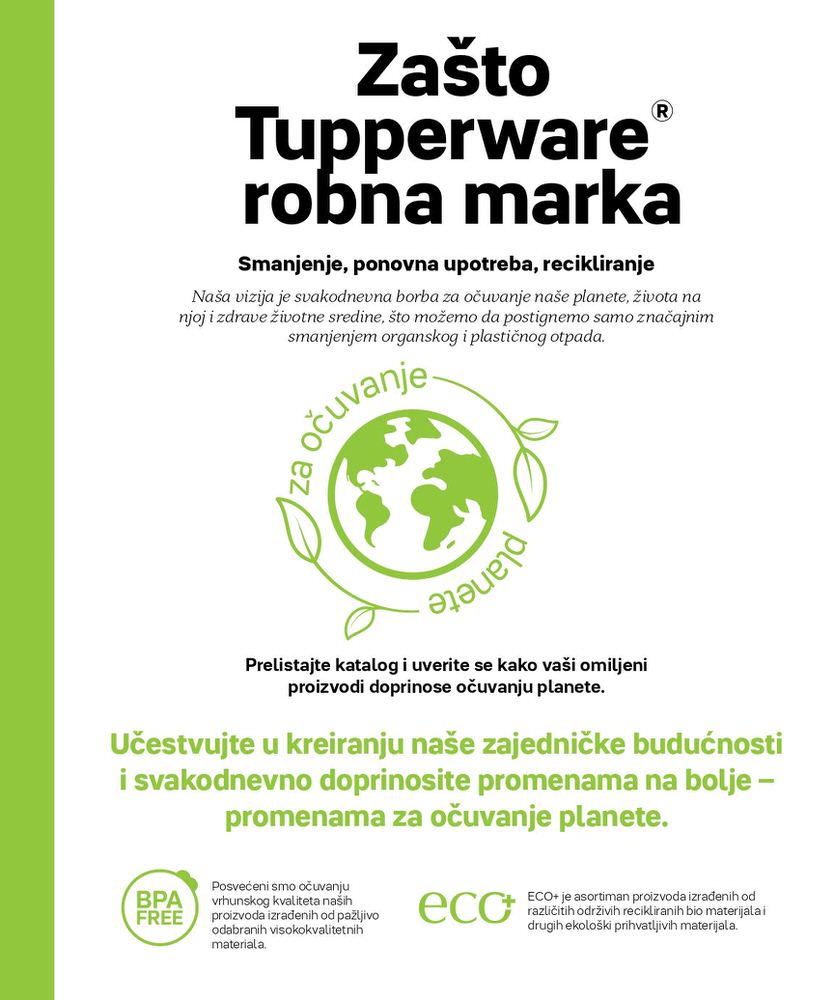 Zašto
Tupperware®
robna marka
Smanjenje, ponovna upotreba, recikliranje
Naša vizija je svakodnevna borba za očuvanje naše planete, života na
njoj i zdrave životne sredine, što možemo da postignemo samo značajnim
smanjenjem organskog i plastičnog otpada.
za očuvanje
planete
Prelistajte katalog i uverite se kako vaši omiljeni
proizvodi doprinose očuvanju planete.
Učestvujte u kreiranju naše zajedničke budućnosti
i svakodnevno doprinosite promenama na bolje –
promenama za očuvanje planete.
BPA
FREE
Posvećeni smo očuvanju
vrhunskog kvaliteta naših
proizvoda izrađenih od pažljivo
odabranih visokokvalitetnih
materiala.
eco+
ECO+ je asortiman proizvoda izrađenih od
različitih održivih recikliranih bio materijala i
drugih ekološki prihvatljivih materijala.